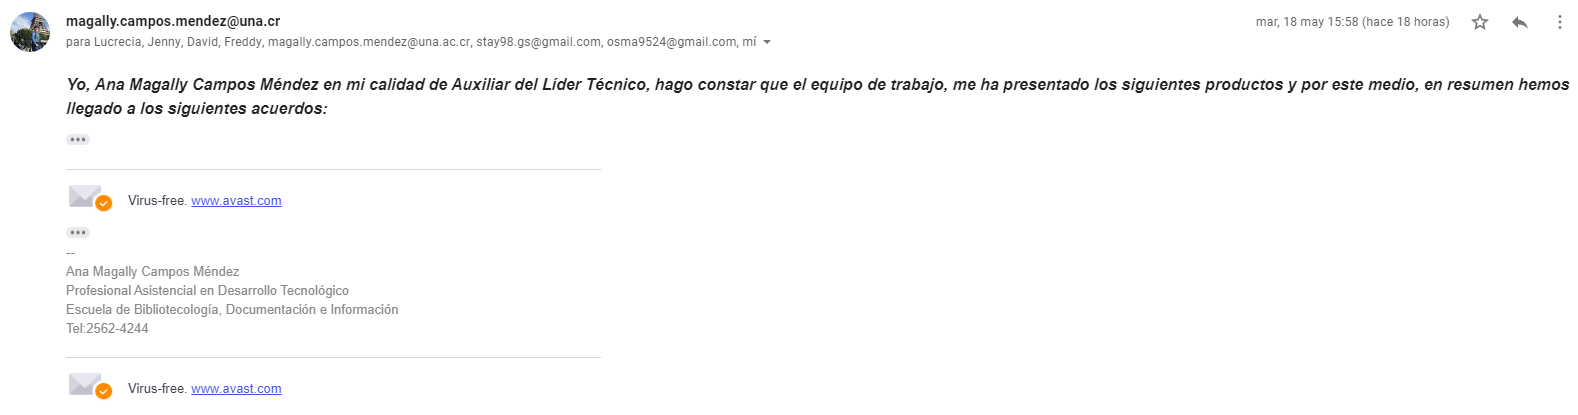 magally.campos.mendez@una.cr
mar, 18 may 15:58 (hace 18 horas)
para Lucrecia, Jenny, David, Freddy, magally.campos.mendez@una.ac.cr, stay98.gs@gmail.com, osma9524@gmail.com, mí
Yo, Ana Magally Campos Méndez en mi calidad de Auxiliar del Líder Técnico, hago constar que el equipo de trabajo, me ha presentado los siguientes productos y por este medio, en resumen hemos
llegado a los siguientes acuerdos:
Virus-free. www.avast.com
--
Ana Magally Campos Méndez
Profesional Asistencial en Desarrollo Tecnológico
Escuela de Bibliotecología, Documentación e Información
Tel:2562-4244
Virus-free. www.avast.com